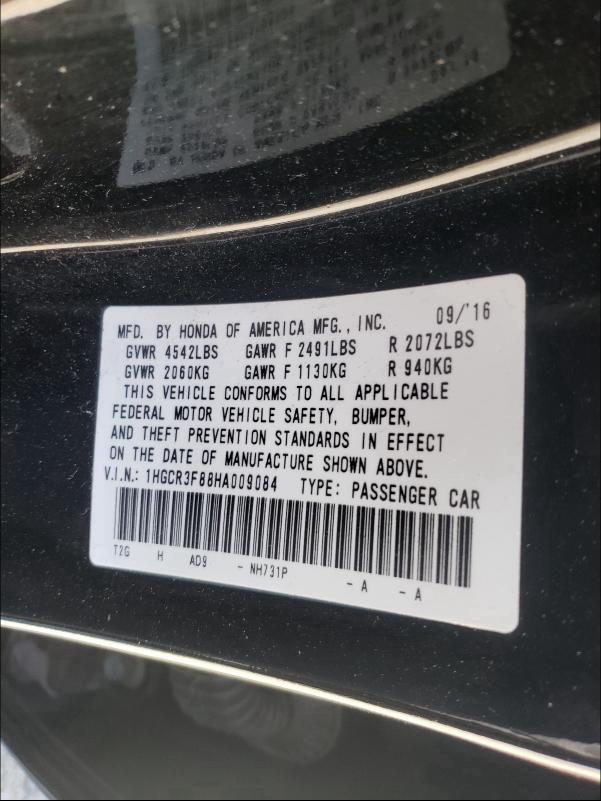 MFD. BY HONDA OF AMERICA MFG., INC. 09/'16
GVWR 4542LBS GAWR F 2491LBS R 2072LBS
GVWR 2060KG GAWR F 1130KG R 940KG
THIS VEHICLE CONFORMS TO ALL APPLICABLE
FEDERAL MOTOR VEHICLE SAFETY, BUMPER,
AND THEFT PREVENTION STANDARDS IN EFFECT
ON THE DATE OF MANUFACTURE SHOWN ABOVE.
V.I.N.: 1HGCR3F88HA009084 TYPE: PASSENGER CAR
T2G H AD9 - NH731P - A - A